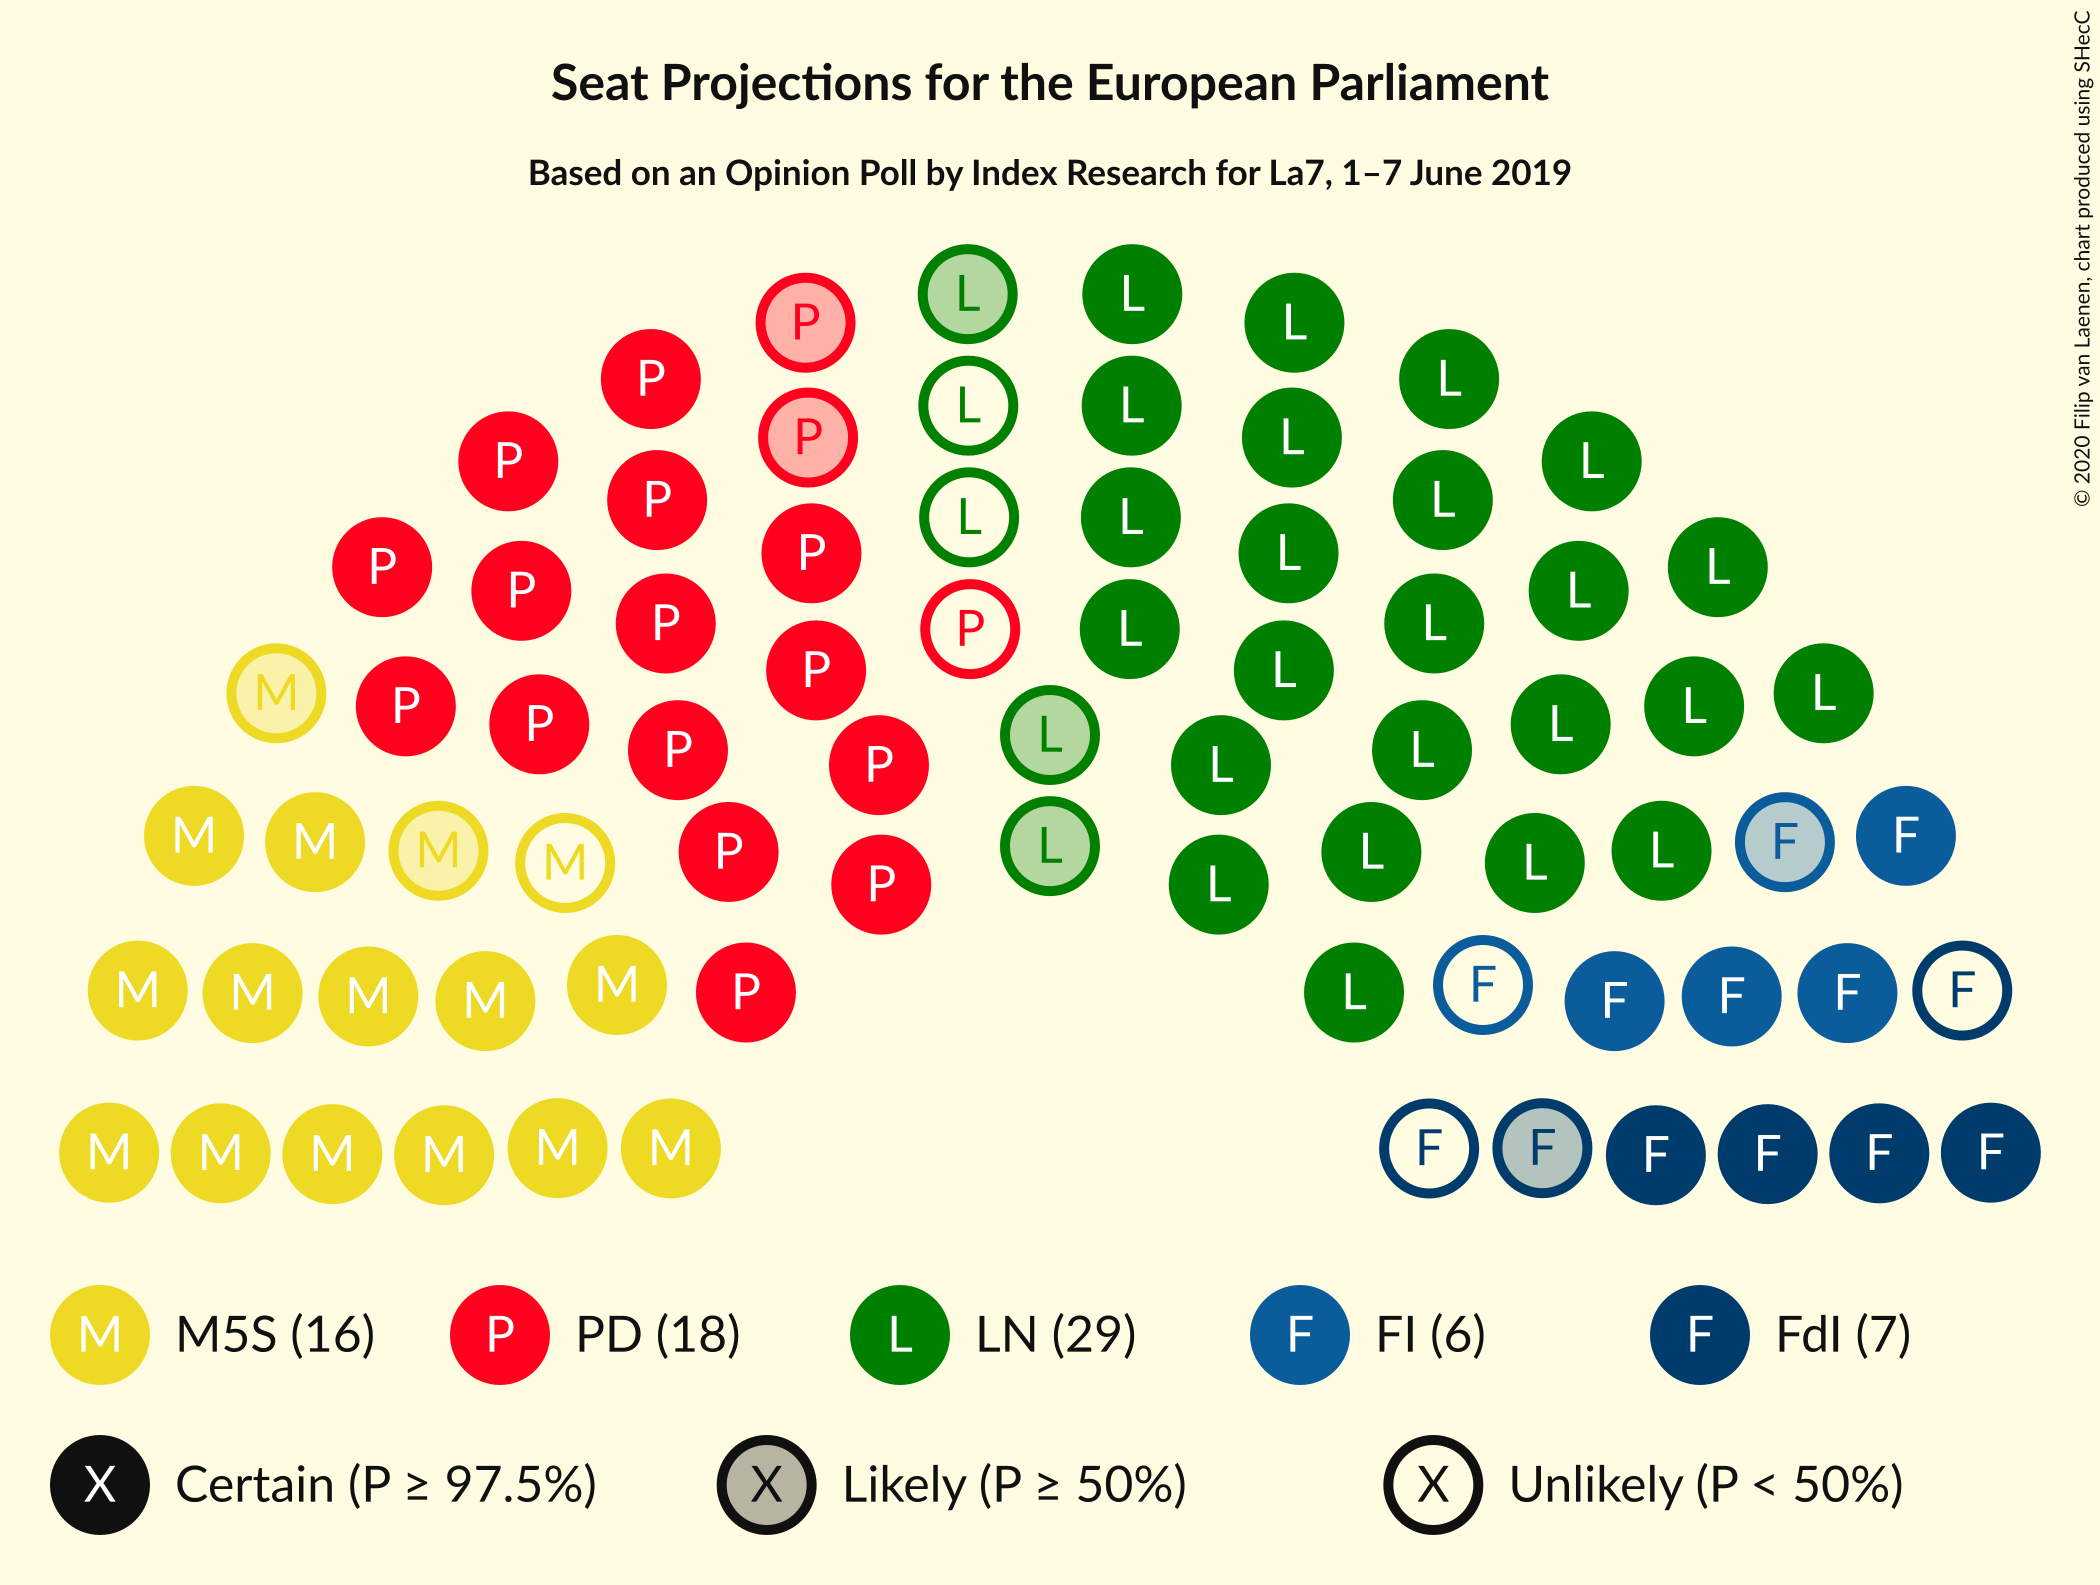 Seat Projections for the European Parliament
Based on an Opinion Poll by Index Research for La7, 1–7 June 2019
© 2020 Filip van Laenen, chart produced using SHecC
L L
P L
P L
P L L
P L
P L
P L L
P L
P L
P L L
P L
P L
P L
M L
P L
P L
P L
L
P L
M M M M P P L L L L L F F
M M M M M P L F F F F F
M M M M M M F F F F F F
M M5S (16) P PD (18) L LN (29) F FI (6) F FdI (7)
X Certain (P ≥ 97.5%) X Likely (P ≥ 50%) X Unlikely (P < 50%)